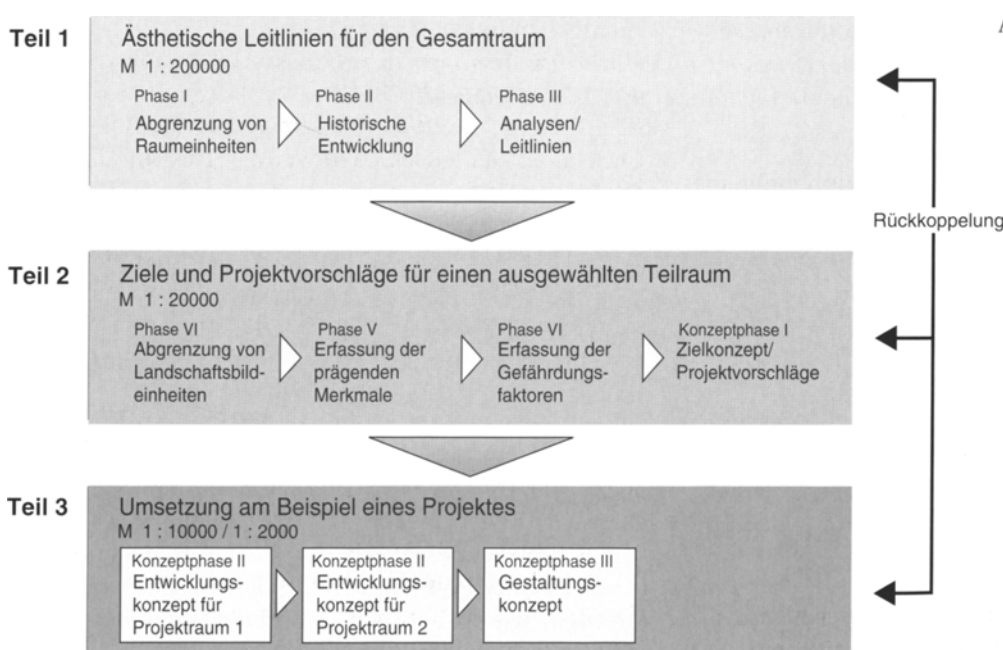 Teil 1
Ästhetische Leitlinien für den Gesamtraum
M 1 : 200000
Phase I
Abgrenzung von
Raumeinheiten
Phase II
Historische
Entwicklung
Phase III
Analysen/
Leitlinien
Rückkoppelung
Teil 2
Ziele und Projektvorschläge für einen ausgewählten Teilraum
M 1 : 20000
Phase VI
Abgrenzung von
Landschaftsbild-
einheiten
Phase V
Erfassung der
prägenden
Merkmale
Phase VI
Erfassung der
Gefährdungs-
faktoren
Konzeptphase I
Zielkonzept/
Projektvorschläge
Teil 3
Umsetzung am Beispiel eines Projektes
M 1 : 10000 / 1 : 2000
Konzeptphase II
Entwicklungs-
konzept für
Projektraum 1
Konzeptphase II
Entwicklungs-
konzept für
Projektraum 2
Konzeptphase III
Gestaltungs-
konzept